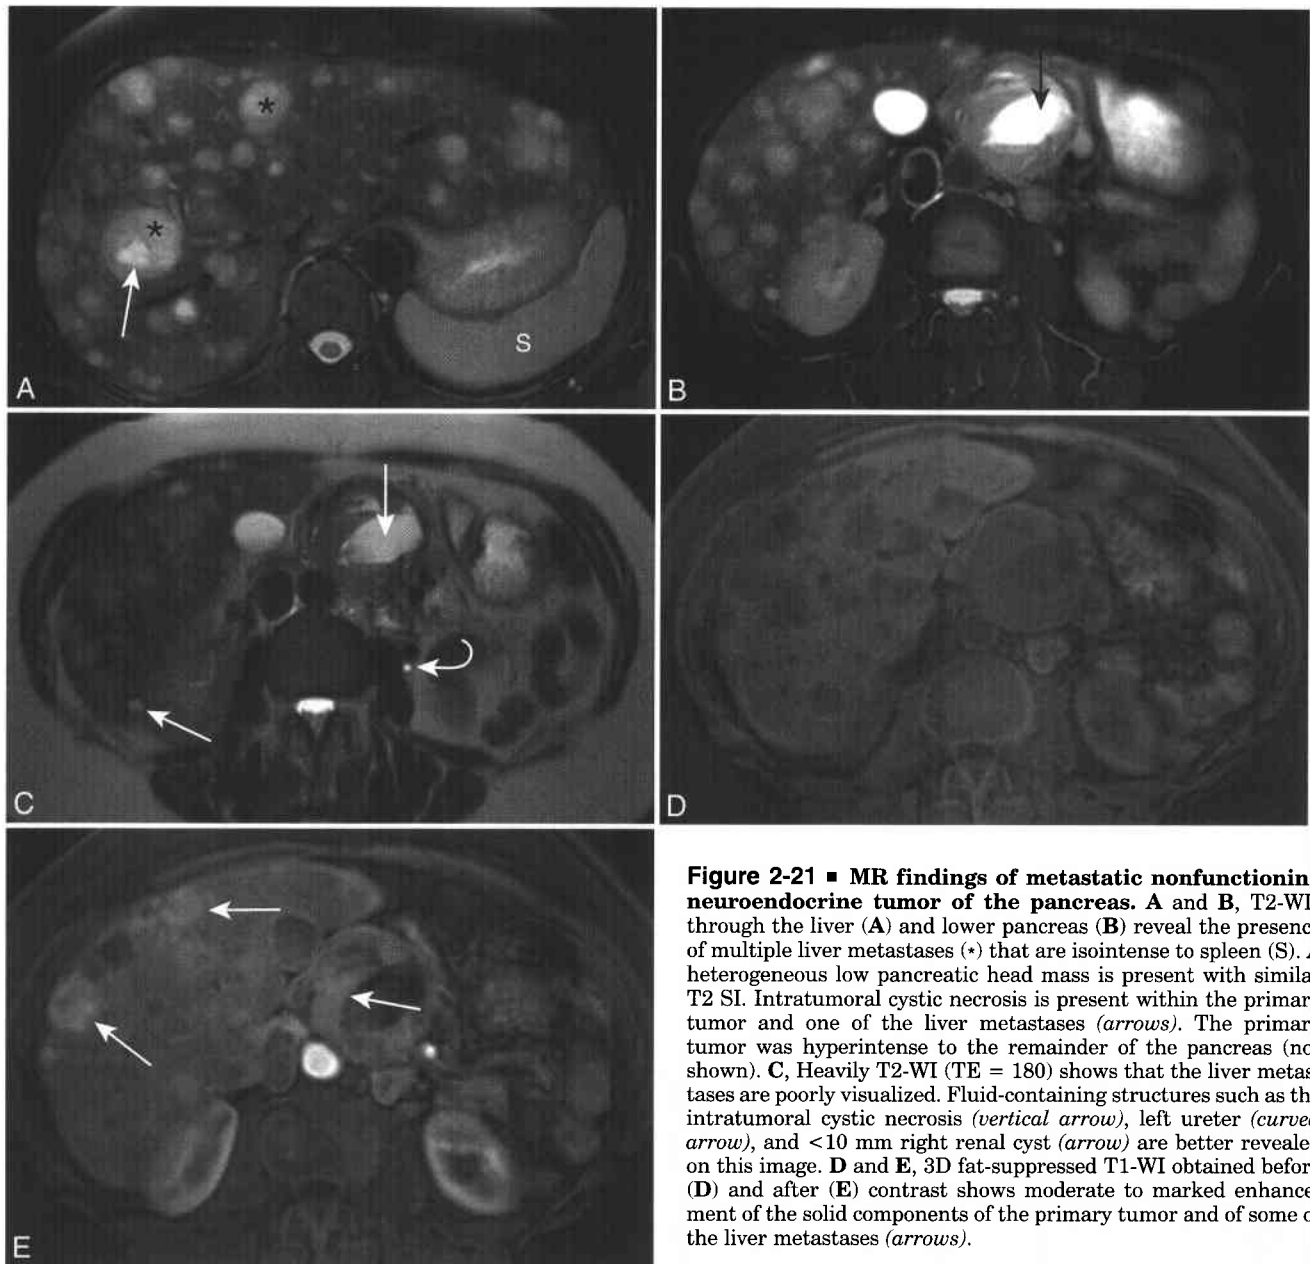 *
*
S
A
B
C
D
E
Figure 2-21 ■ MR findings of metastatic nonfunctionin
neuroendocrine tumor of the pancreas. A and B, T2-WI
through the liver (A) and lower pancreas (B) reveal the presenc
of multiple liver metastases (*) that are isointense to spleen (S).
heterogeneous low pancreatic head mass is present with simila
T2 SI. Intratumoral cystic necrosis is present within the primar
tumor and one of the liver metastases (arrows). The primar
tumor was hyperintense to the remainder of the pancreas (no
shown). C, Heavily T2-WI (TE = 180) shows that the liver metas
tases are poorly visualized. Fluid-containing structures such as th
intratumoral cystic necrosis (vertical arrow), left ureter (curve
arrow), and <10 mm right renal cyst (arrow) are better reveale
on this image. D and E, 3D fat-suppressed T1-WI obtained befor
(D) and after (E) contrast shows moderate to marked enhance
ment of the solid components of the primary tumor and of some o
the liver metastases (arrows).